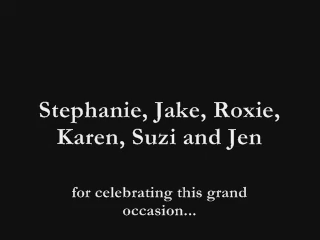 Stephanie, Jake, Roxie,
Karen, Suzi and Jen
for celebrating this grand
occasion...